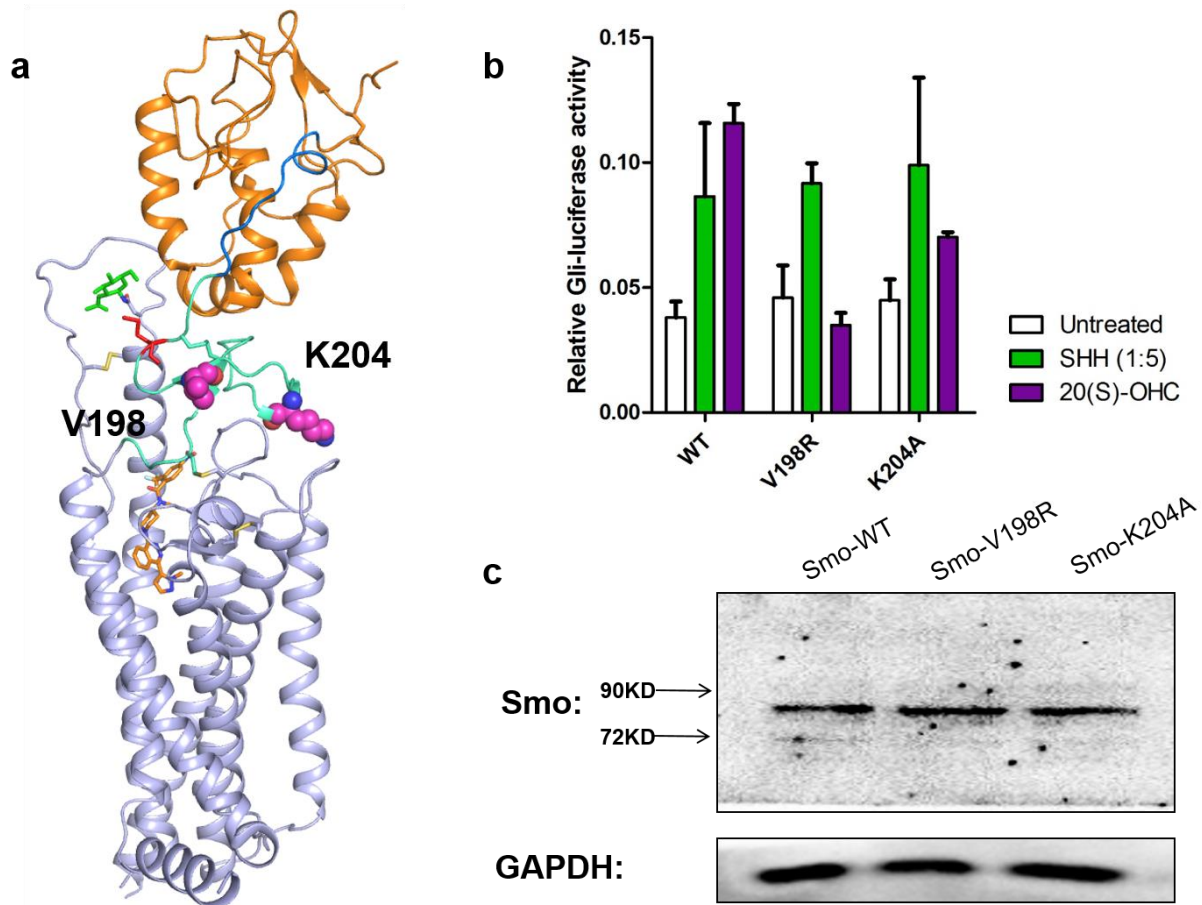 a
K204
V198
b
Relative Gli-luciferase activity
0.15
0.10
0.05
0.00
WT
V198R
K204A
Untreated
SHH (1:5)
20(S)-OHC
c
Smo-WT
Smo-V198R
Smo-K204A
Smo:
90KD
72KD
GAPDH: